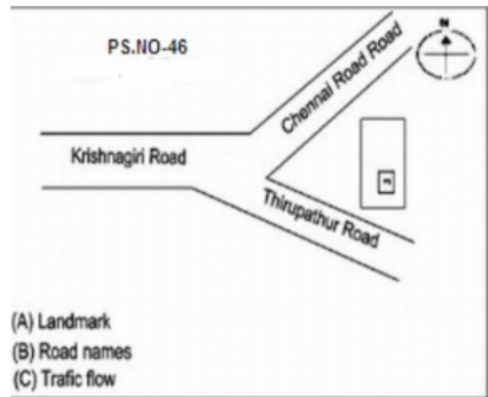 PS.NO-46
N
Chennai Road Road
Krishnagiri Road
Thirupathur Road
(A) Landmark
(B) Road names
(C) Trafic flow